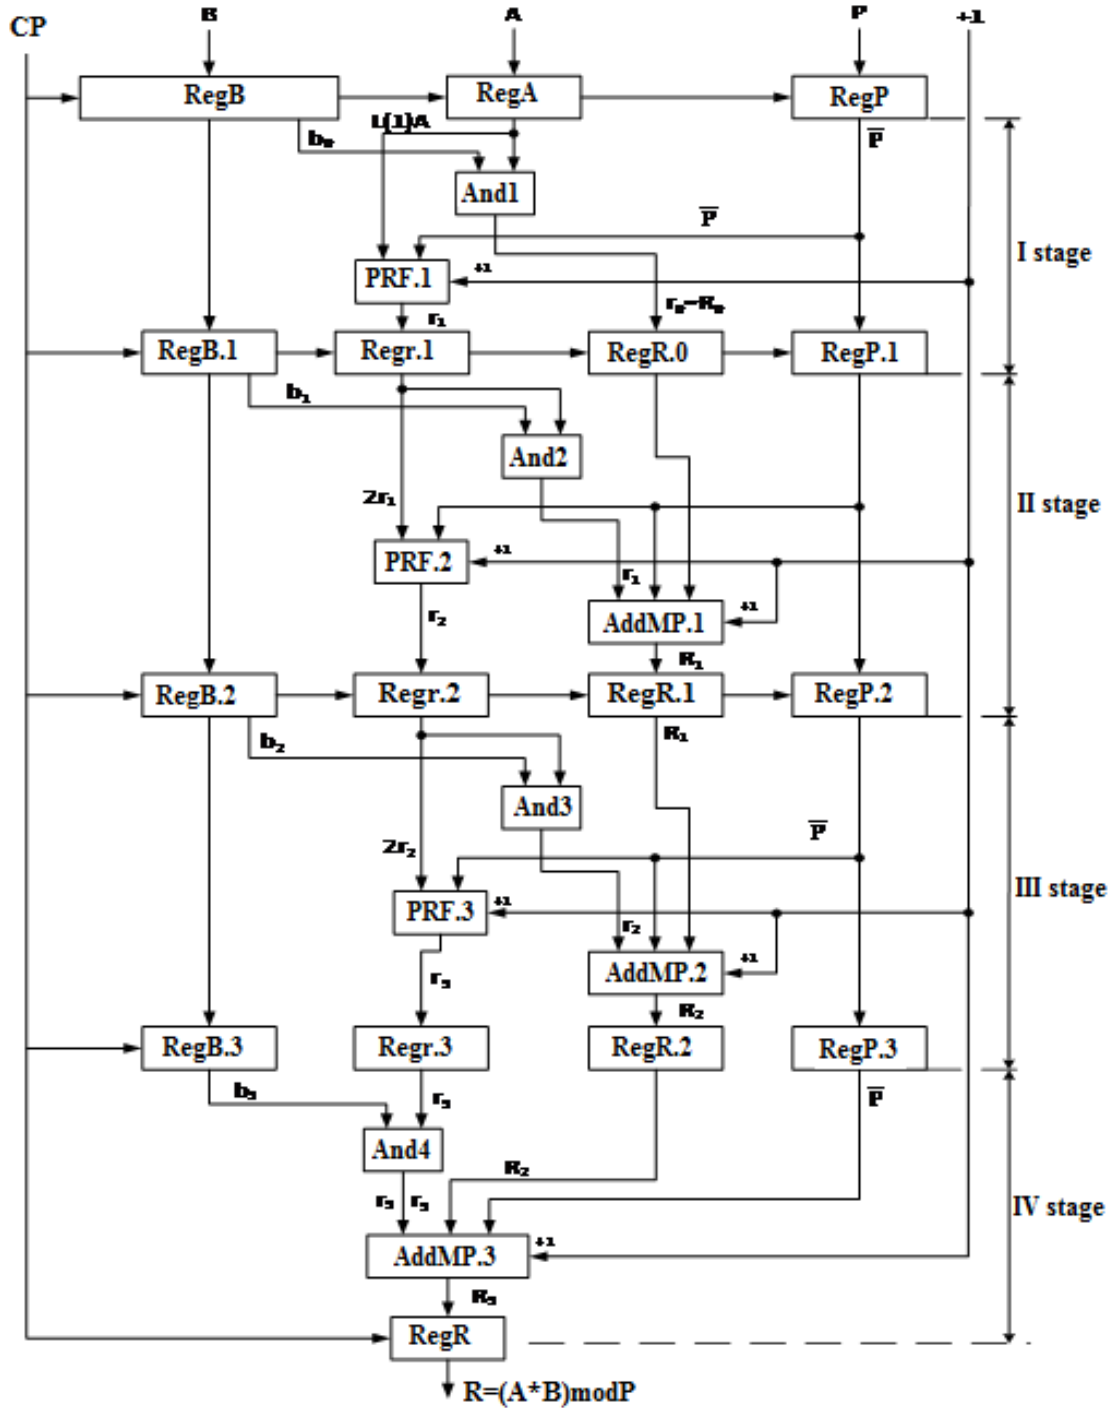 CP B A P +1
RegB RegA RegP
L(1)A
b₀ P̅
And1
P̅
I stage
PRF.1 +1
r₁ r₀=R₀
RegB.1 Regr.1 RegR.0 RegP.1
b₁
And2
2r₁ II stage
PRF.2 +1
r₁
r₂ AddMP.1 +1
R₁
RegB.2 Regr.2 RegR.1 RegP.2
b₂ R₁
And3
2r₂ P̅
III stage
PRF.3 +1
r₂
r₃ AddMP.2 +1
R₂
RegB.3 Regr.3 RegR.2 RegP.3
b₃ r₃ P̅
And4
R₂
r₃ r₃ IV stage
AddMP.3 +1
R₃
RegR
R=(A*B)modP